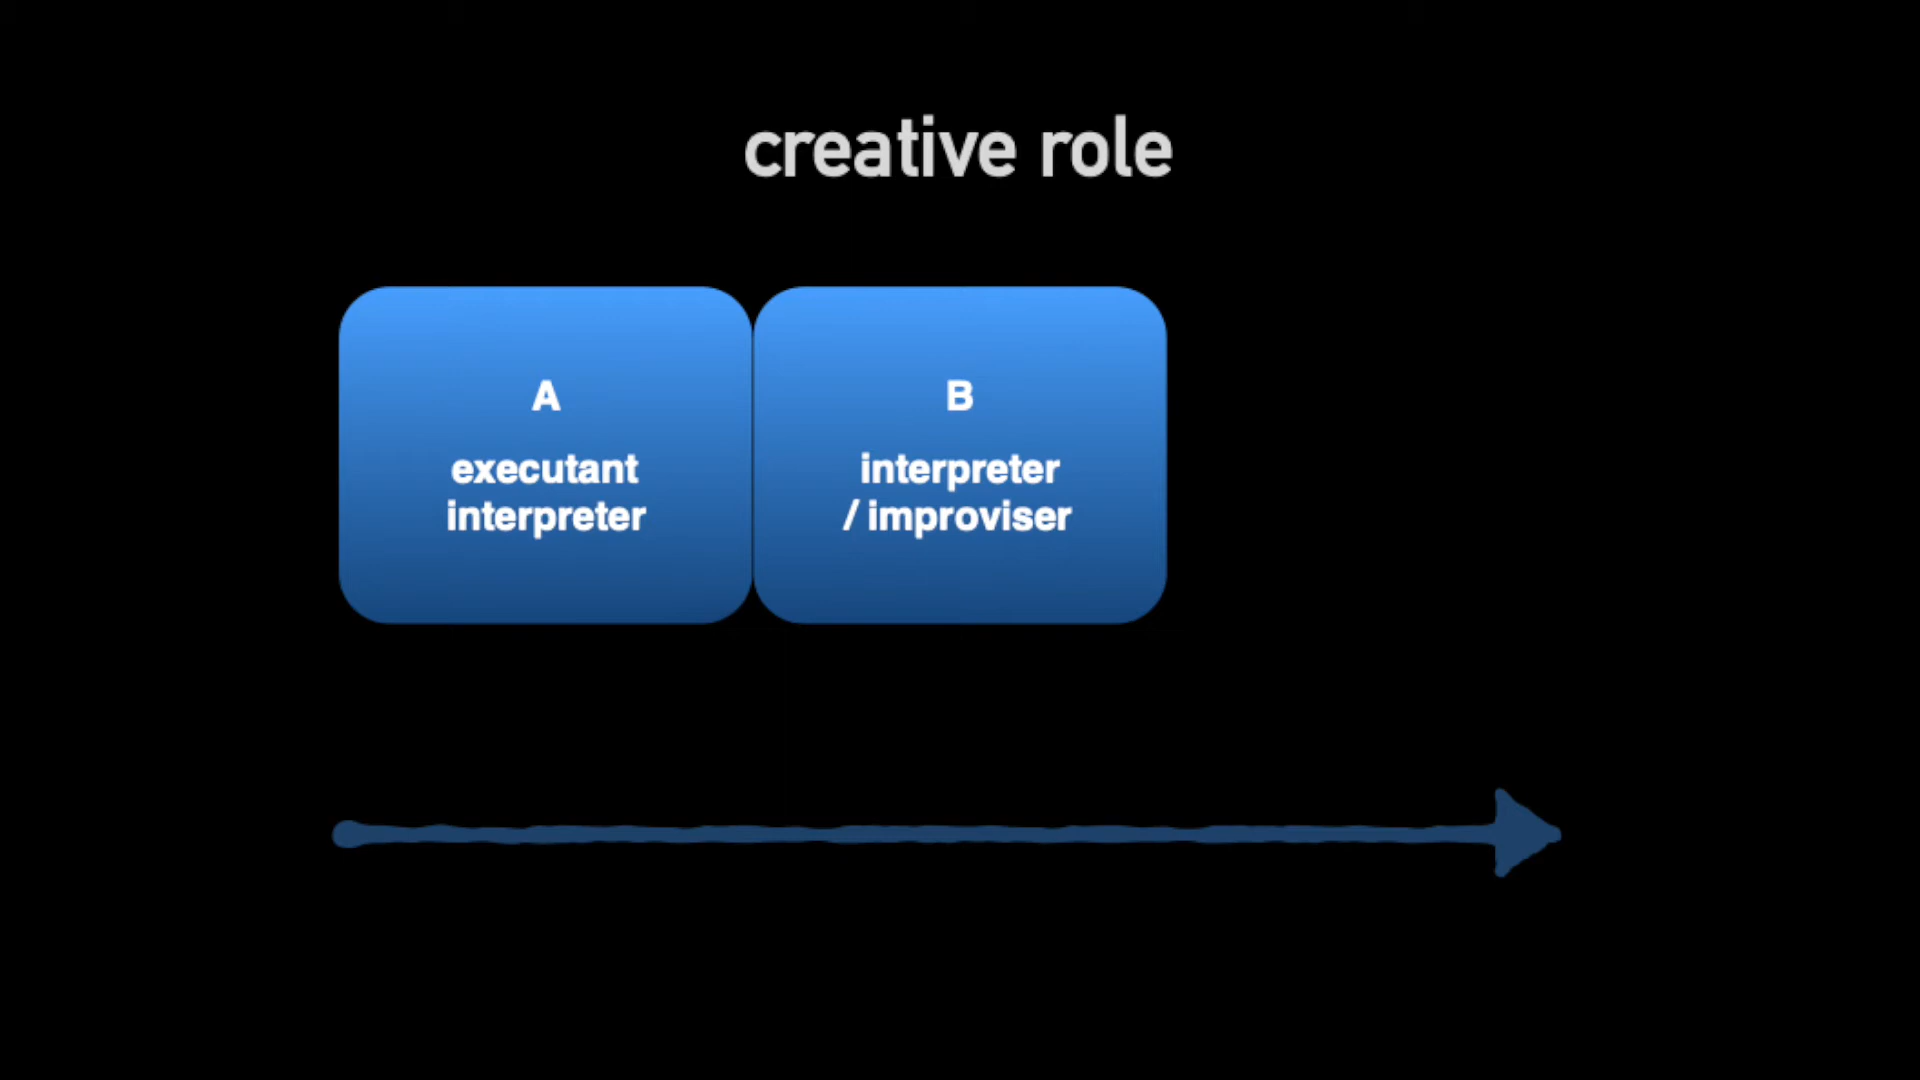 creative role
A
executant
interpreter
B
interpreter
/ improviser